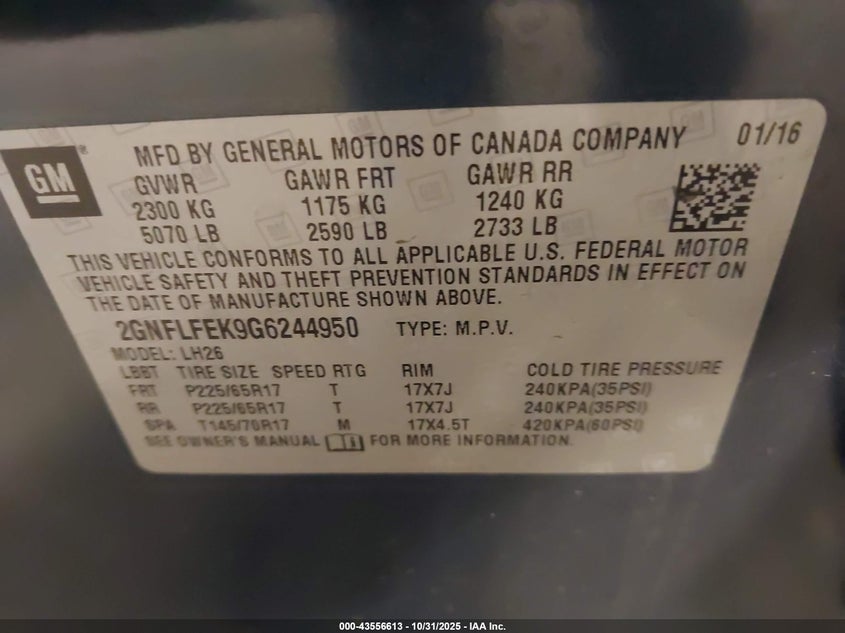 GM ®
MFD BY GENERAL MOTORS OF CANADA COMPANY 01/16
GVWR GAWR FRT GAWR RR
2300 KG 1175 KG 1240 KG
5070 LB 2590 LB 2733 LB
THIS VEHICLE CONFORMS TO ALL APPLICABLE U.S. FEDERAL MOTOR
VEHICLE SAFETY AND THEFT PREVENTION STANDARDS IN EFFECT ON
THE DATE OF MANUFACTURE SHOWN ABOVE.
2GNFLFEK9G6244950 TYPE: M.P.V.
MODEL: LH26
LBBT TIRE SIZE SPEED RTG RIM COLD TIRE PRESSURE
FRT P225/65R17 T 17X7J 240KPA(35PSI)
RR P225/65R17 T 17X7J 240KPA(35PSI)
SPA T145/70R17 M 17X4.5T 420KPA(60PSI)
SEE OWNER'S MANUAL FOR MORE INFORMATION.
000-43556613 - 10/31/2025 - IAA Inc.